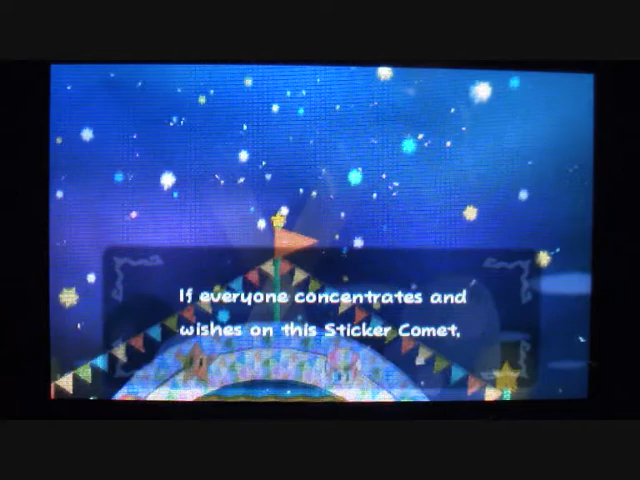 If everyone concentrates and
wishes on this Sticker Comet,